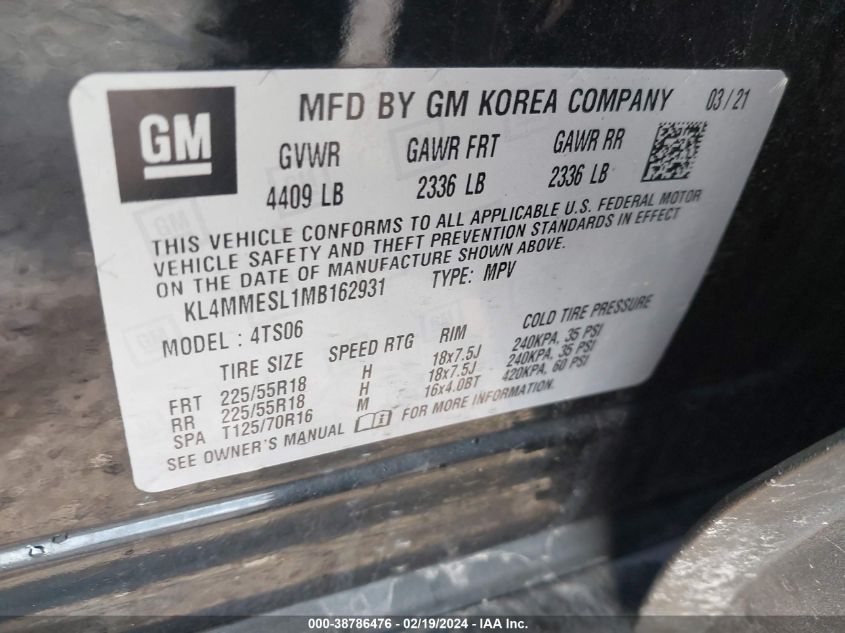 GM
MFD BY GM KOREA COMPANY 03/21
GVWR GAWR FRT GAWR RR
4409 LB 2336 LB 2336 LB
THIS VEHICLE CONFORMS TO ALL APPLICABLE U.S. FEDERAL MOTOR
VEHICLE SAFETY AND THEFT PREVENTION STANDARDS IN EFFECT
ON THE DATE OF MANUFACTURE SHOWN ABOVE.
KL4MMESL1MB162931 TYPE: MPV
MODEL : 4TS06
TIRE SIZE SPEED RTG RIM COLD TIRE PRESSURE
FRT 225/55R18 H 18x7.5J 240KPA, 35 PSI
RR 225/55R18 H 18x7.5J 240KPA, 35 PSI
SPA T125/70R16 M 16x4.0BT 420KPA, 60 PSI
SEE OWNER'S MANUAL FOR MORE INFORMATION.
000-38786476 - 02/19/2024 - IAA Inc.